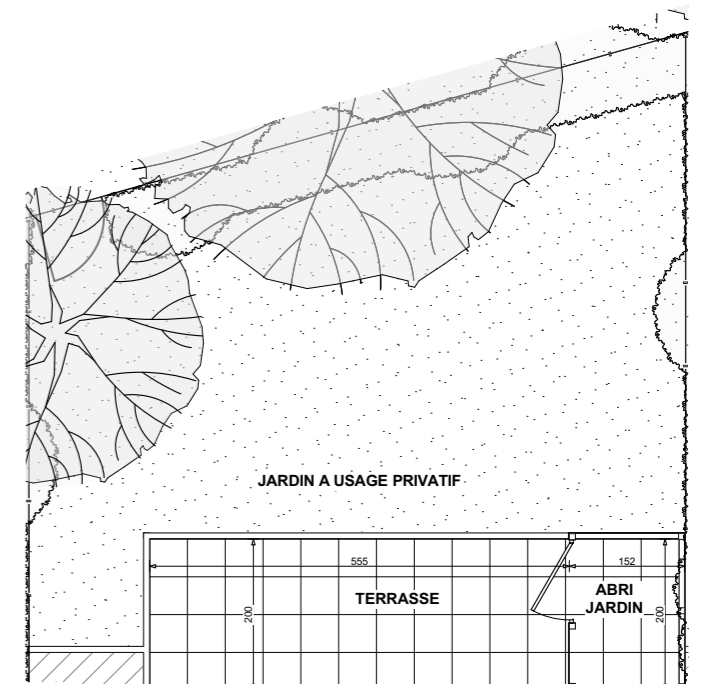 JARDIN A USAGE PRIVATIF
555
152
TERRASSE
ABRI
JARDIN
200
200